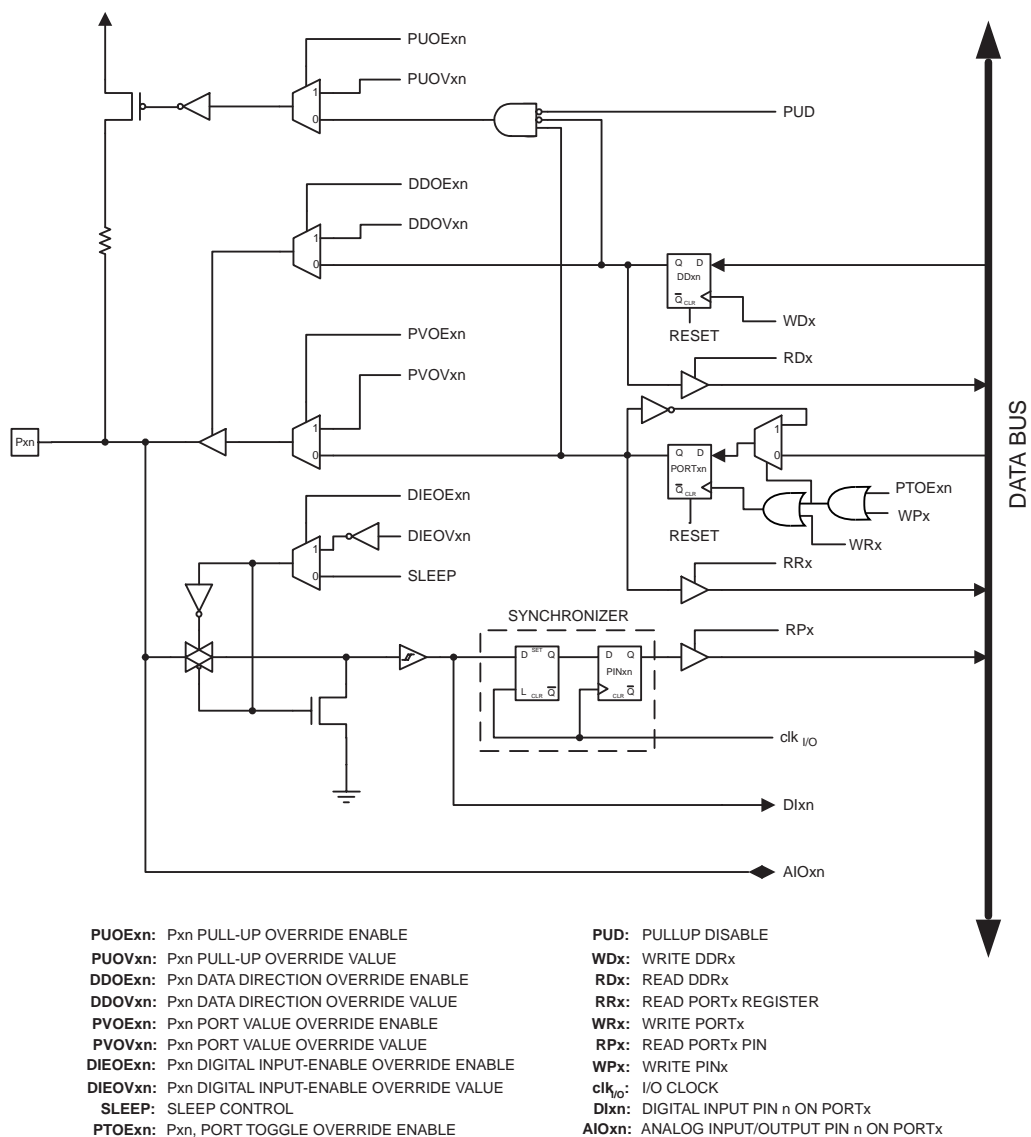 PUOExn
PUOVxn
1
0
PUD
DDOExn
DDOVxn
1
0
Q D
DDxn
Q CLR
WDx
RESET
PVOExn
RDx
PVOVxn
Pxn
1
0
1
0
Q D
PORTxn
Q CLR
PTOExn
WPx
RESET
WRx
DATA BUS
DIEOExn
DIEOVxn
1
0
SLEEP
RRx
SYNCHRONIZER
RPx
D SET Q
L CLR Q
D Q
PINxn
CLR Q
clk I/O
DIxn
AIOxn
PUOExn: Pxn PULL-UP OVERRIDE ENABLE
PUOVxn: Pxn PULL-UP OVERRIDE VALUE
DDOExn: Pxn DATA DIRECTION OVERRIDE ENABLE
DDOVxn: Pxn DATA DIRECTION OVERRIDE VALUE
PVOExn: Pxn PORT VALUE OVERRIDE ENABLE
PVOVxn: Pxn PORT VALUE OVERRIDE VALUE
DIEOExn: Pxn DIGITAL INPUT-ENABLE OVERRIDE ENABLE
DIEOVxn: Pxn DIGITAL INPUT-ENABLE OVERRIDE VALUE
SLEEP: SLEEP CONTROL
PTOExn: Pxn, PORT TOGGLE OVERRIDE ENABLE
PUD: PULLUP DISABLE
WDx: WRITE DDRx
RDx: READ DDRx
RRx: READ PORTx REGISTER
WRx: WRITE PORTx
RPx: READ PORTx PIN
WPx: WRITE PINx
clkI/O: I/O CLOCK
DIxn: DIGITAL INPUT PIN n ON PORTx
AIOxn: ANALOG INPUT/OUTPUT PIN n ON PORTx